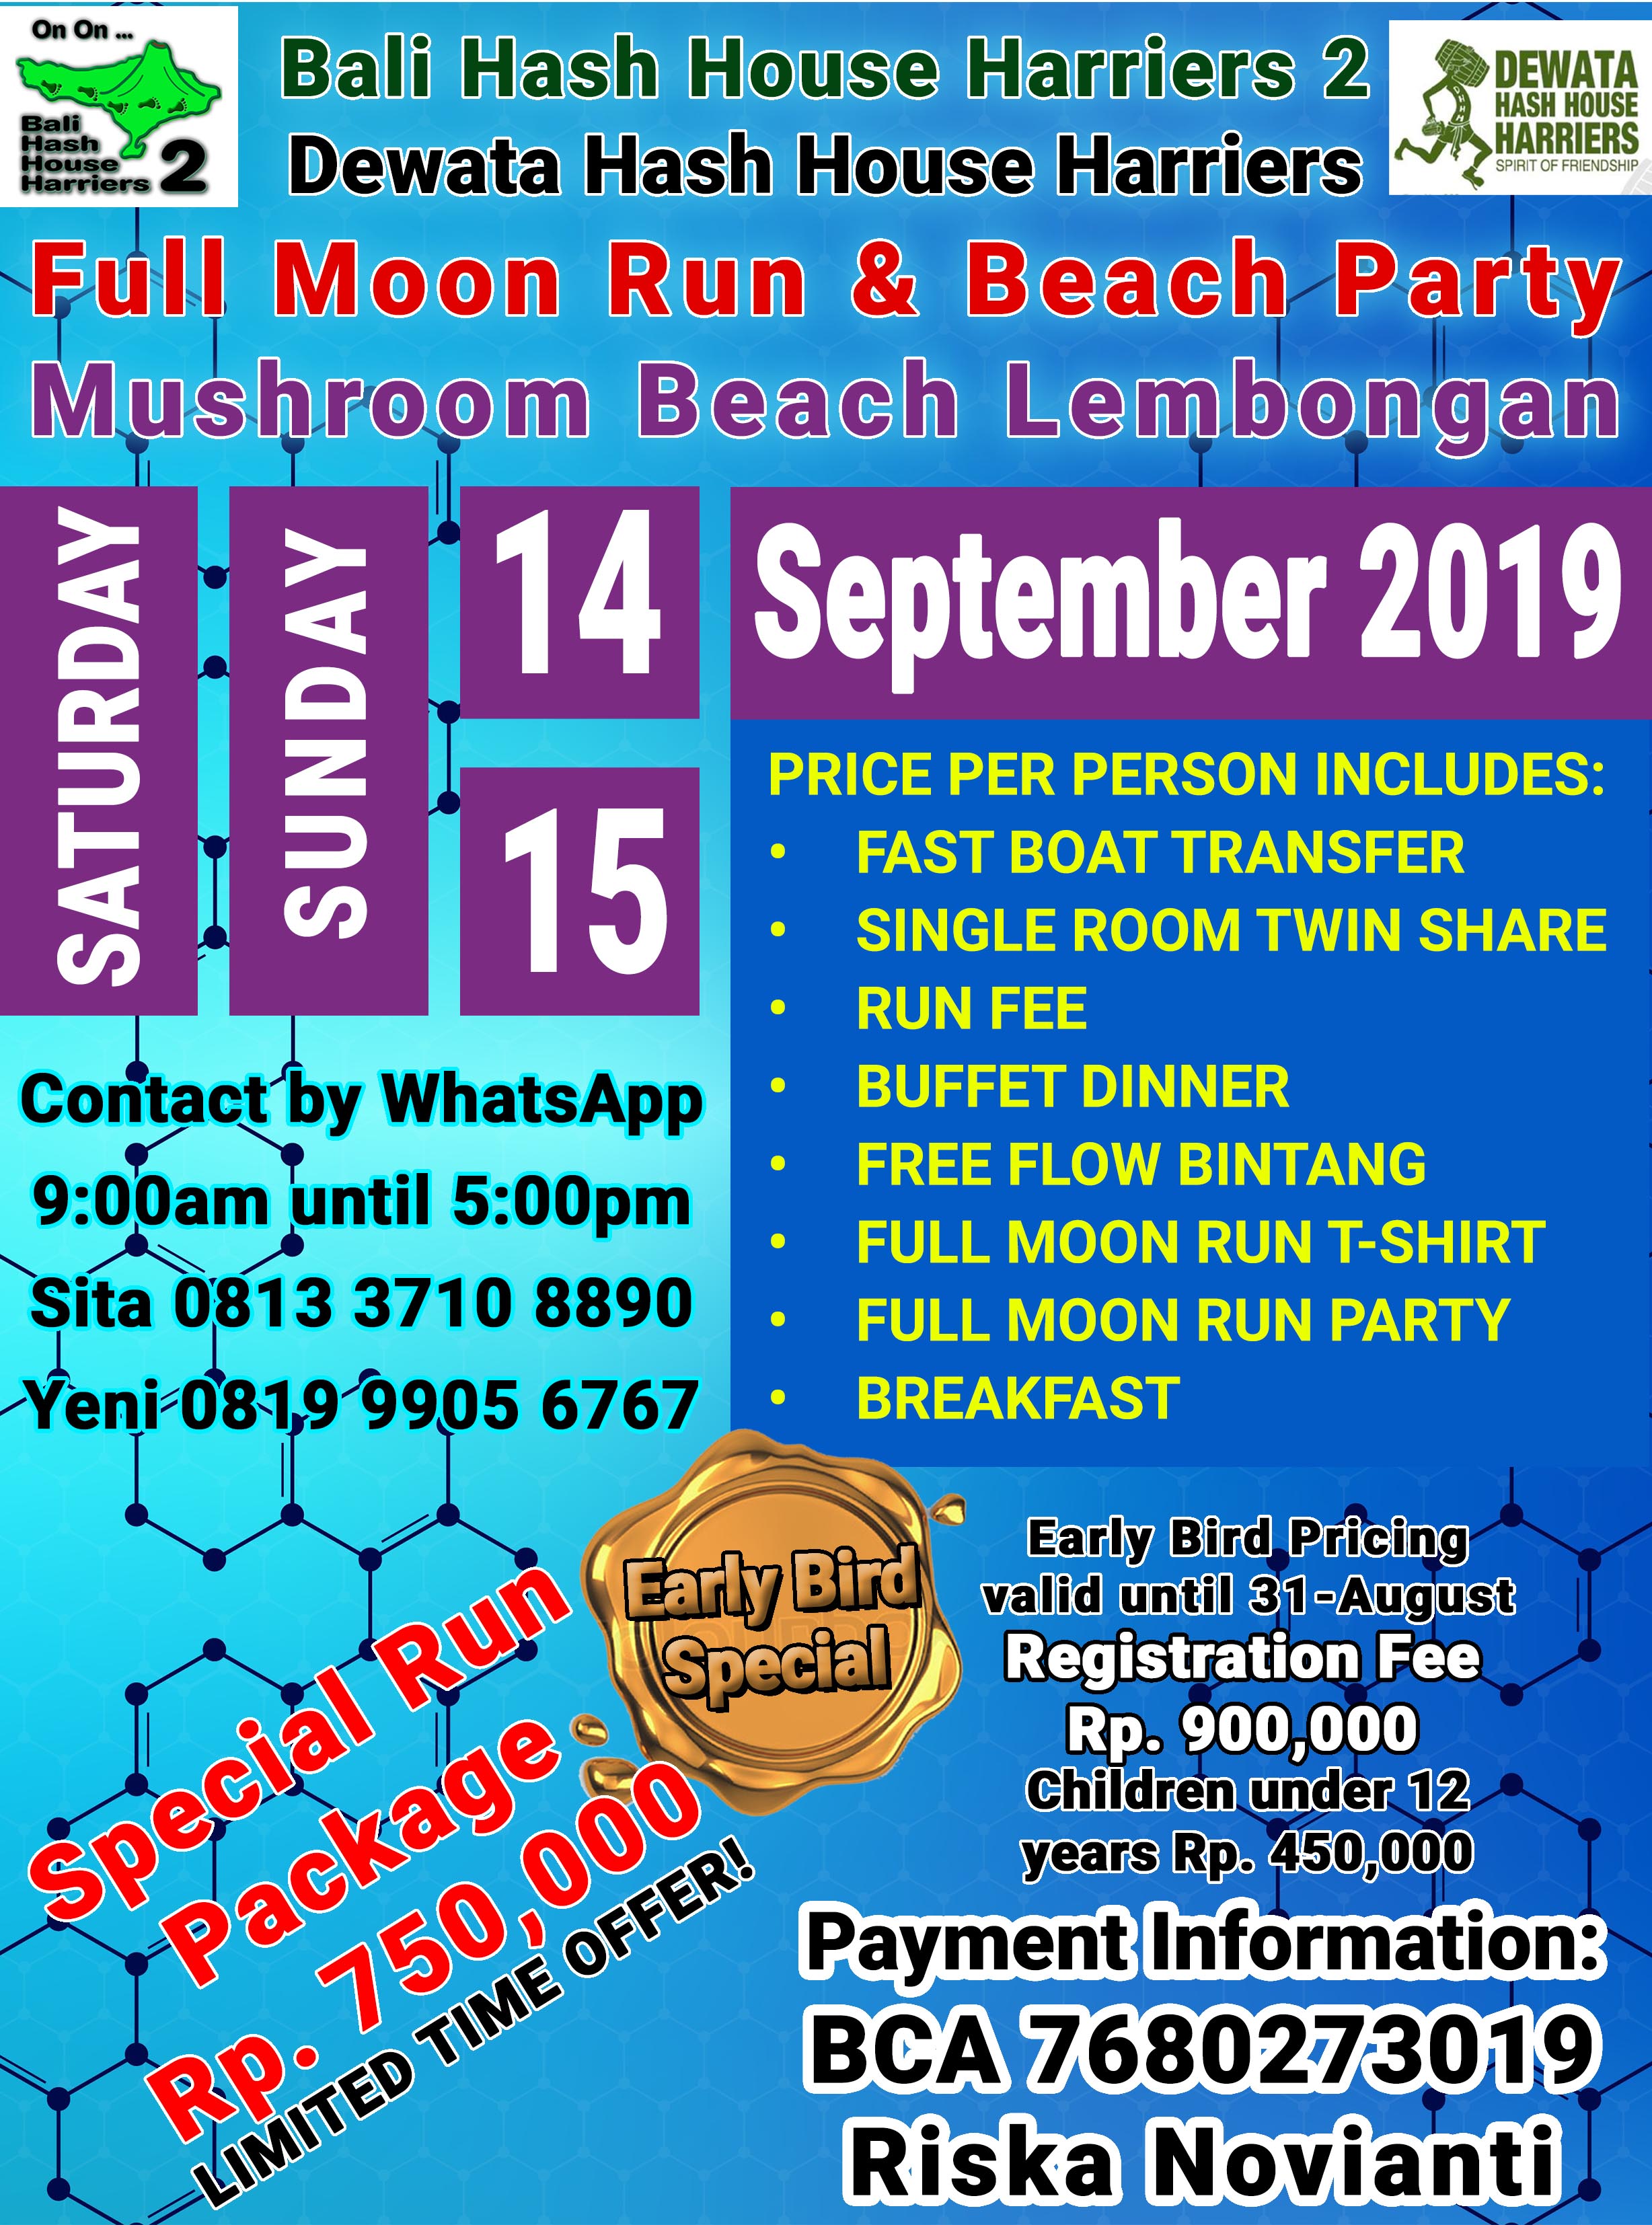 On On ...
Bali
Hash
House
Harriers 2
Bali Hash House Harriers 2
Dewata Hash House Harriers
DEWATA
HASH HOUSE
HARRIERS
SPIRIT OF FRIENDSHIP
Full Moon Run & Beach Party
Mushroom Beach Lembongan
SATURDAY
SUNDAY
14
15
September 2019
PRICE PER PERSON INCLUDES:
• FAST BOAT TRANSFER
• SINGLE ROOM TWIN SHARE
• RUN FEE
• BUFFET DINNER
• FREE FLOW BINTANG
• FULL MOON RUN T-SHIRT
• FULL MOON RUN PARTY
• BREAKFAST
Contact by WhatsApp
9:00am until 5:00pm
Sita 0813 3710 8890
Yeni 0819 9905 6767
Early Bird
Special
Special Run
Package
Rp. 750,000
LIMITED TIME OFFER!
Early Bird Pricing
valid until 31-August
Registration Fee
Rp. 900,000
Children under 12
years Rp. 450,000
Payment Information:
BCA 7680273019
Riska Novianti